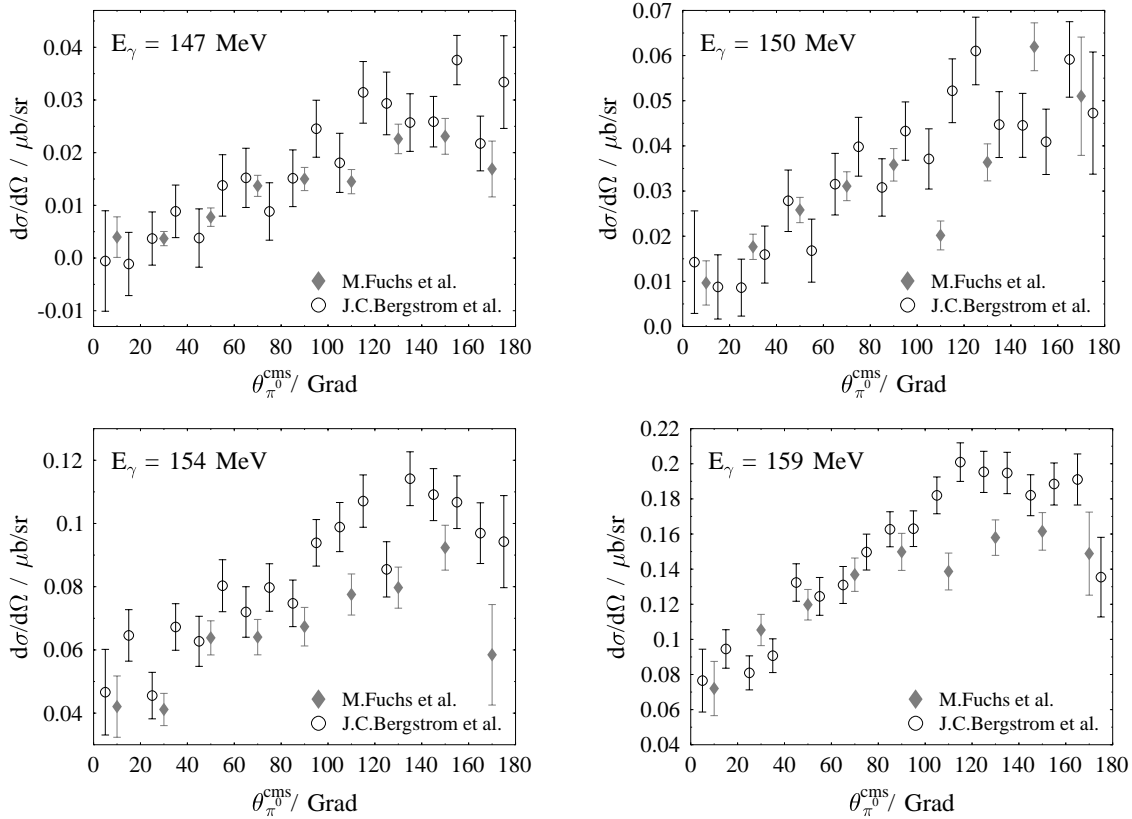 E_γ = 147 MeV
dσ/dΩ / μb/sr
0.04
0.03
0.02
0.01
0.0
-0.01
M.Fuchs et al.
J.C.Bergstrom et al.
0 20 40 60 80 100 120 140 160 180
θ_{π^0}^{cms}/ Grad
E_γ = 150 MeV
dσ/dΩ / μb/sr
0.07
0.06
0.05
0.04
0.03
0.02
0.01
0.0
M.Fuchs et al.
J.C.Bergstrom et al.
0 20 40 60 80 100 120 140 160 180
θ_{π^0}^{cms}/ Grad
E_γ = 154 MeV
dσ/dΩ / μb/sr
0.12
0.1
0.08
0.06
0.04
M.Fuchs et al.
J.C.Bergstrom et al.
0 20 40 60 80 100 120 140 160 180
θ_{π^0}^{cms}/ Grad
E_γ = 159 MeV
dσ/dΩ / μb/sr
0.22
0.2
0.18
0.16
0.14
0.12
0.1
0.08
0.06
0.04
M.Fuchs et al.
J.C.Bergstrom et al.
0 20 40 60 80 100 120 140 160 180
θ_{π^0}^{cms}/ Grad